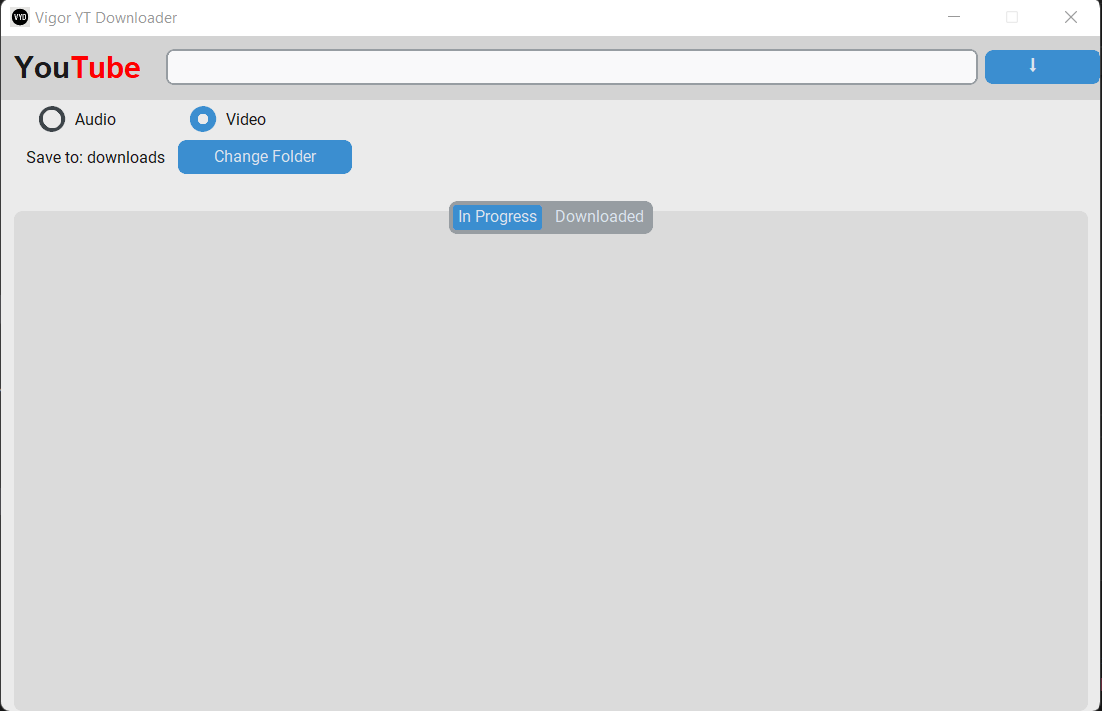 VYD Vigor YT Downloader
YouTube
Audio Video
Save to: downloads Change Folder
In Progress Downloaded